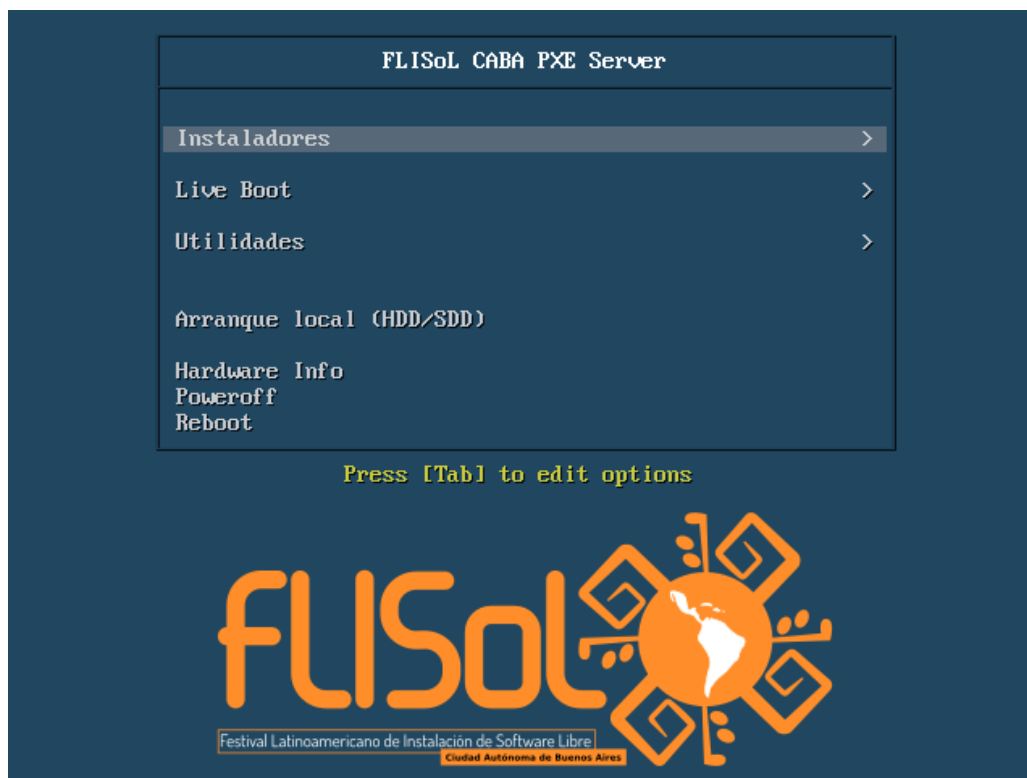 FLISoL CABA PXE Server
Instaladores >
Live Boot >
Utilidades >
Arranque local (HDD/SDD)
Hardware Info
Poweroff
Reboot
Press [Tab] to edit options
fLISoL
Festival Latinoamericano de Instalación de Software Libre
Ciudad Autónoma de Buenos Aires